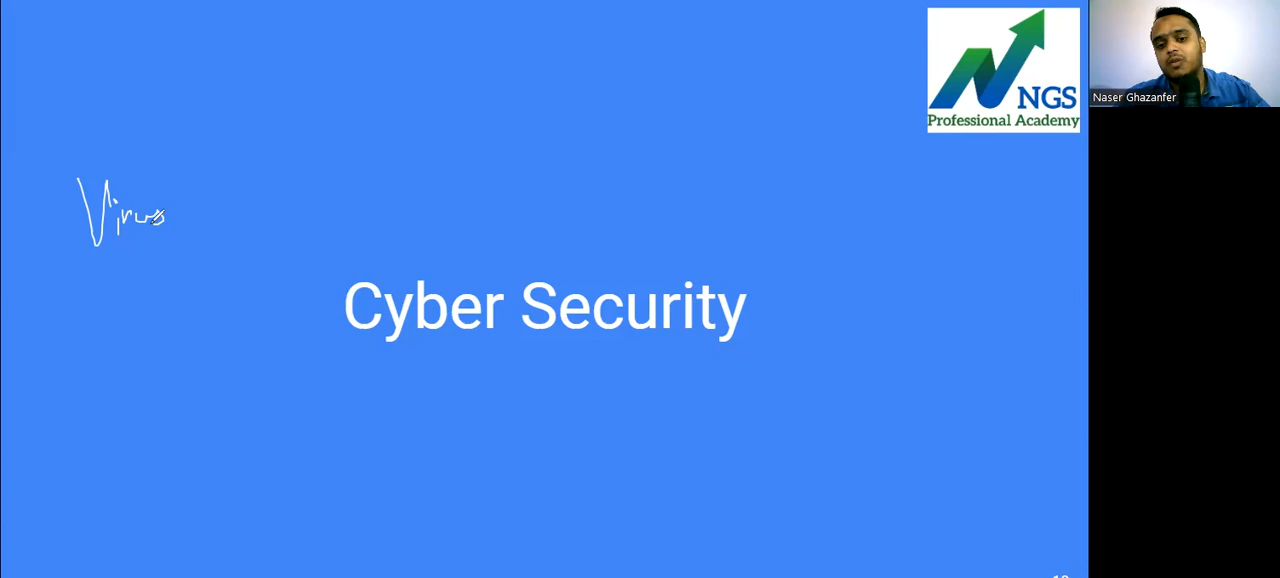 NGS
Professional Academy
Naser Ghazanfer
Virus
Cyber Security